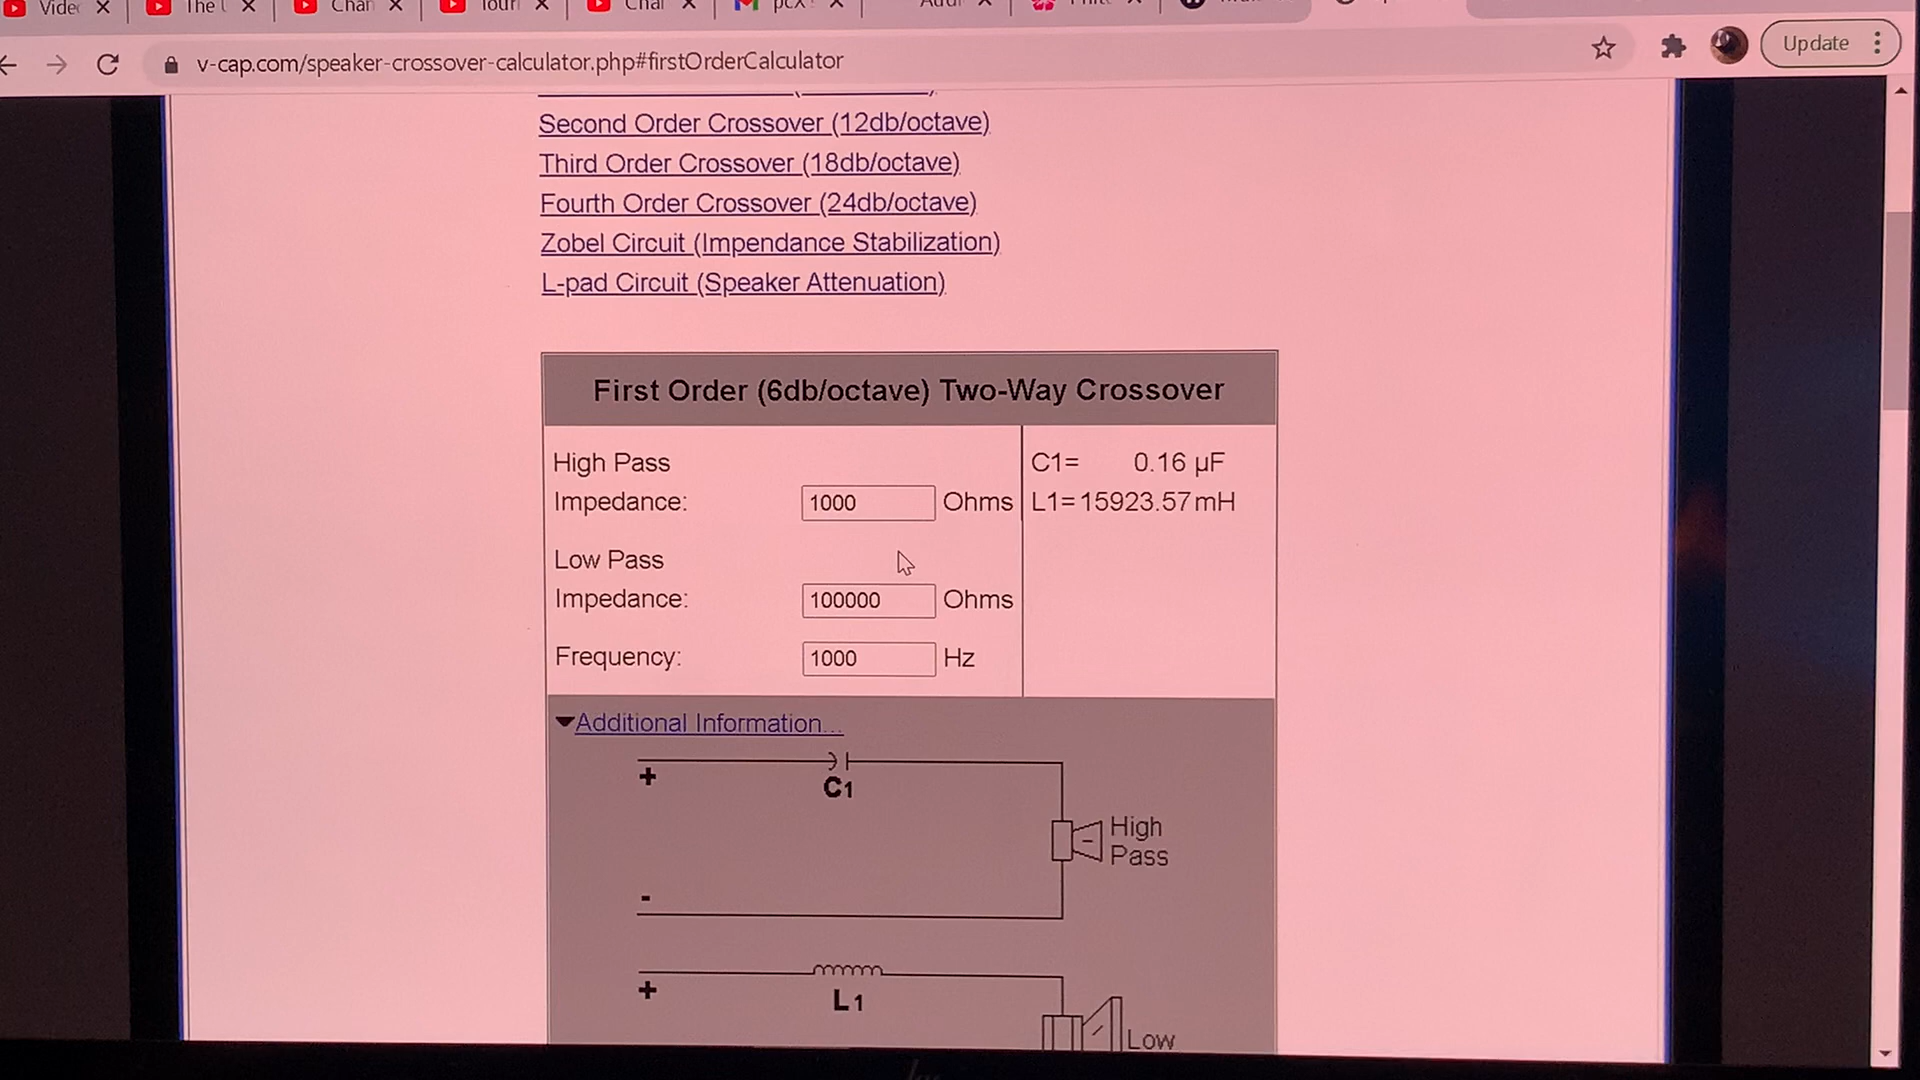 Update
v-cap.com/speaker-crossover-calculator.php#firstOrderCalculator
Second Order Crossover (12db/octave)
Third Order Crossover (18db/octave)
Fourth Order Crossover (24db/octave)
Zobel Circuit (Impendance Stabilization)
L-pad Circuit (Speaker Attenuation)
First Order (6db/octave) Two-Way Crossover
High Pass
Impedance: 1000 Ohms
C1= 0.16 µF
L1=15923.57mH
Low Pass
Impedance: 100000 Ohms
Frequency: 1000 Hz
Additional Information...
+
C1
High
Pass
-
+
L1
Low